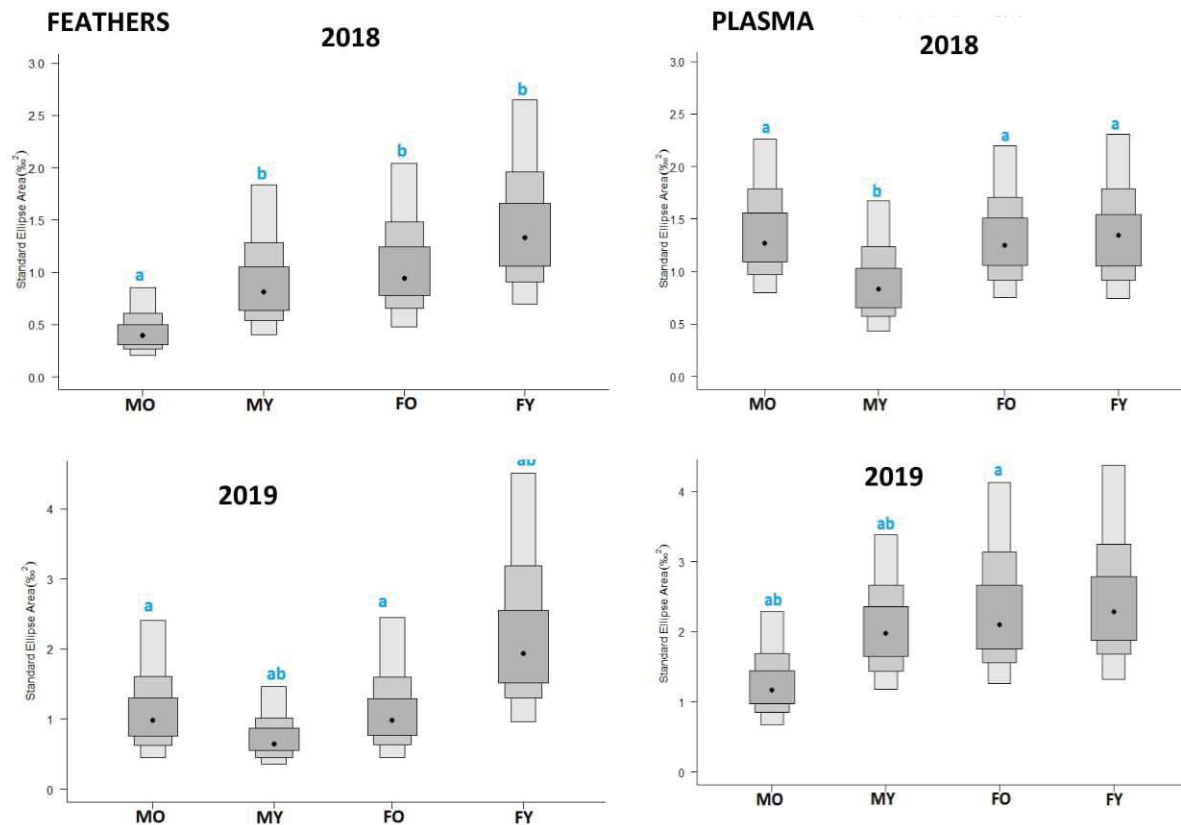 FEATHERS
2018
Standard Ellipse Area(‰²)
3.0
2.5
2.0
1.5
1.0
0.5
0.0
a
b
b
b
MO MY FO FY
PLASMA
2018
Standard Ellipse Area(‰²)
3.0
2.5
2.0
1.5
1.0
0.5
0.0
a
b
a
a
MO MY FO FY
2019
Standard Ellipse Area(‰²)
4
3
2
1
0
a
ab
a
ab
MO MY FO FY
2019
Standard Ellipse Area(‰²)
4
3
2
1
0
ab
ab
a
MO MY FO FY